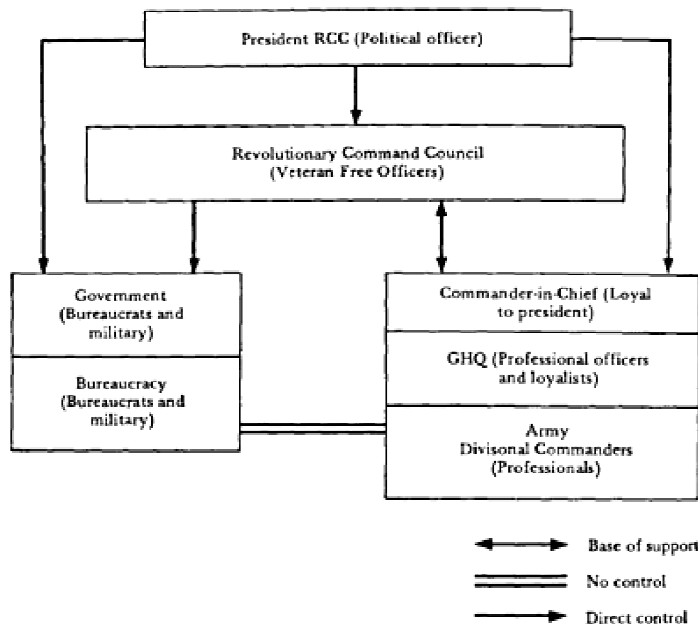 President RCC (Political officer)
Revolutionary Command Council
(Veteran Free Officers)
Government
(Bureaucrats and
military)
Bureaucracy
(Bureaucrats and
military)
Commander-in-Chief (Loyal
to president)
GHQ (Professional officers
and loyalists)
Army
Divisonal Commanders
(Professionals)
Base of support
No control
Direct control